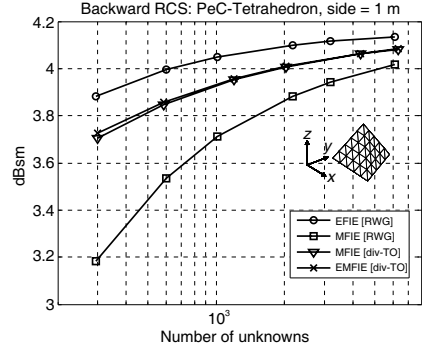 Backward RCS: PeC-Tetrahedron, side = 1 m
4.2
4
3.8
3.6
3.4
3.2
3
dBsm
z
y
x
EFIE [RWG]
MFIE [RWG]
MFIE [div-TO]
EMFIE [div-TO]
10³
Number of unknowns